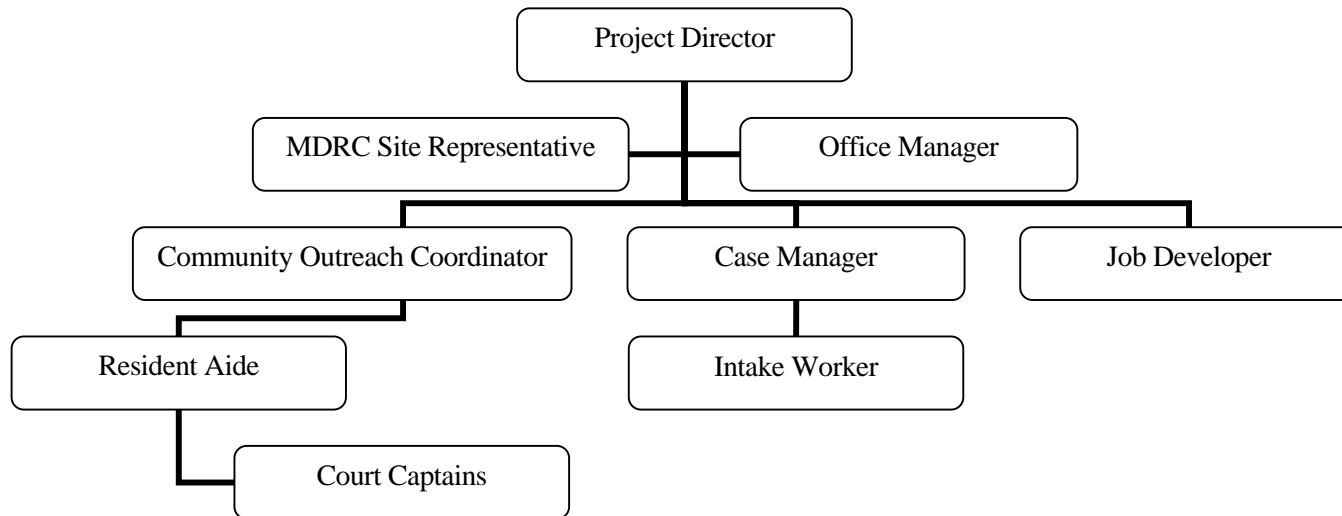 Project Director
MDRC Site Representative
Office Manager
Community Outreach Coordinator
Case Manager
Job Developer
Resident Aide
Intake Worker
Court Captains